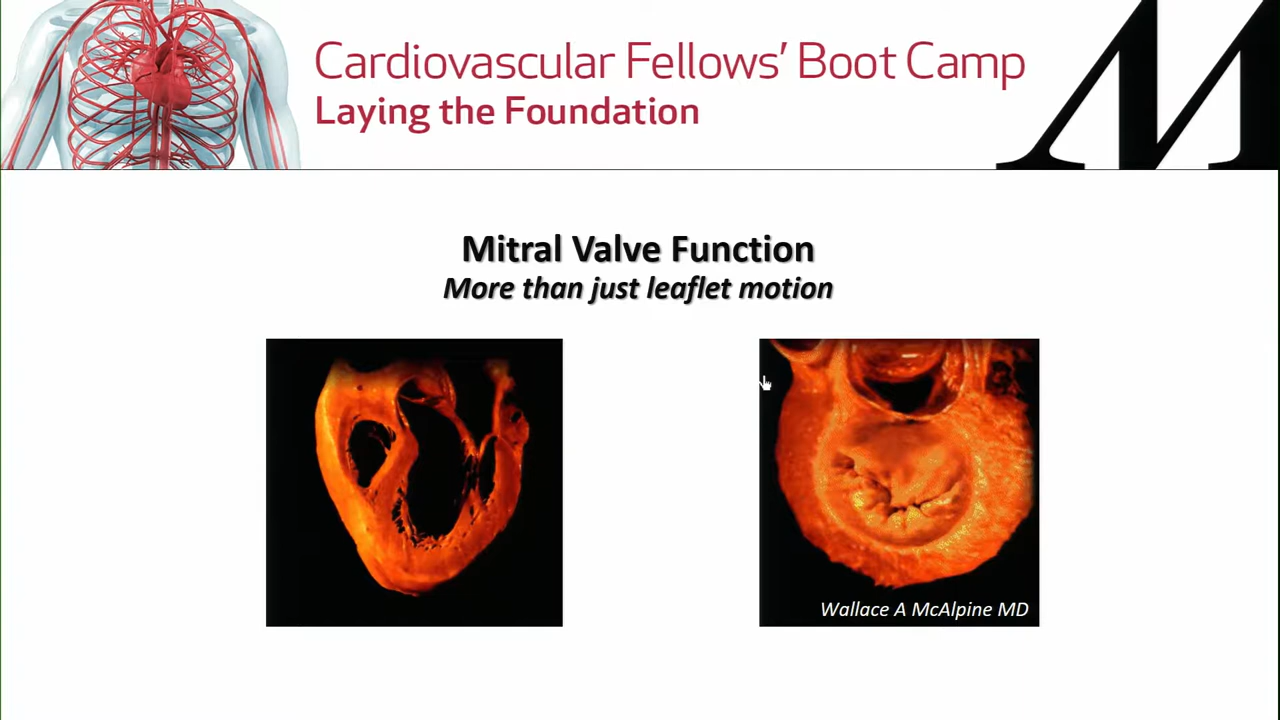 Cardiovascular Fellows’ Boot Camp
Laying the Foundation
M
Mitral Valve Function
More than just leaflet motion
Wallace A McAlpine MD